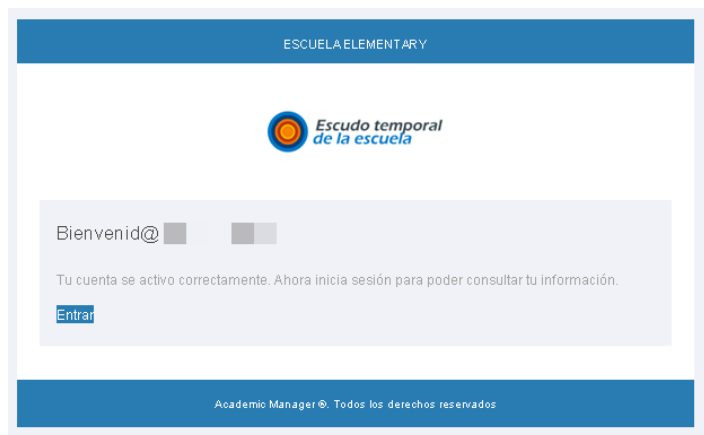 ESCUELA ELEMENTARY
Escudo temporal
de la escuela
Bienvenid@
Tu cuenta se activo correctamente. Ahora inicia sesión para poder consultar tu información.
Entrar
Academic Manager ®. Todos los derechos reservados